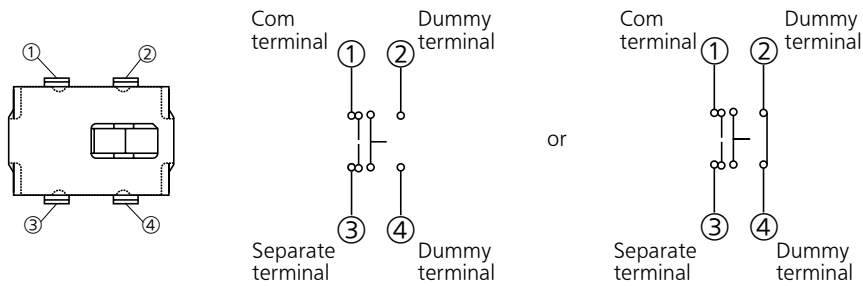 ①
②
③
④
Com
terminal
Dummy
terminal
①
②
③
④
Separate
terminal
Dummy
terminal
or
Com
terminal
Dummy
terminal
①
②
③
④
Separate
terminal
Dummy
terminal